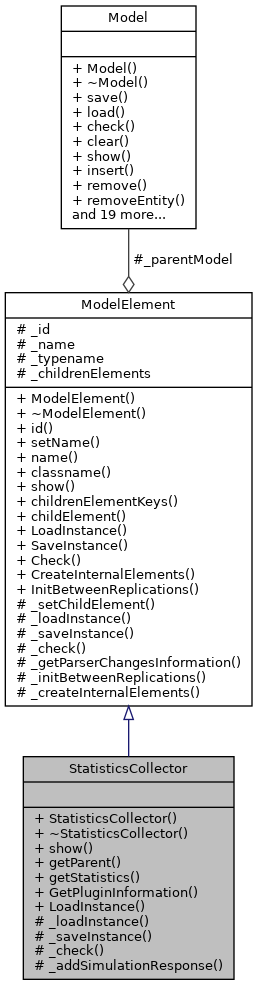 Model
+ Model()
+ ~Model()
+ save()
+ load()
+ check()
+ clear()
+ show()
+ insert()
+ remove()
+ removeEntity()
and 19 more...
#_parentModel
ModelElement
# _id
# _name
# _typename
# _childrenElements
+ ModelElement()
+ ~ModelElement()
+ id()
+ setName()
+ name()
+ classname()
+ show()
+ childrenElementKeys()
+ childElement()
+ LoadInstance()
+ SaveInstance()
+ Check()
+ CreateInternalElements()
+ InitBetweenReplications()
# _setChildElement()
# _loadInstance()
# _saveInstance()
# _check()
# _getParserChangesInformation()
# _initBetweenReplications()
# _createInternalElements()
StatisticsCollector
+ StatisticsCollector()
+ ~StatisticsCollector()
+ show()
+ getParent()
+ getStatistics()
+ GetPluginInformation()
+ LoadInstance()
# _loadInstance()
# _saveInstance()
# _check()
# _addSimulationResponse()